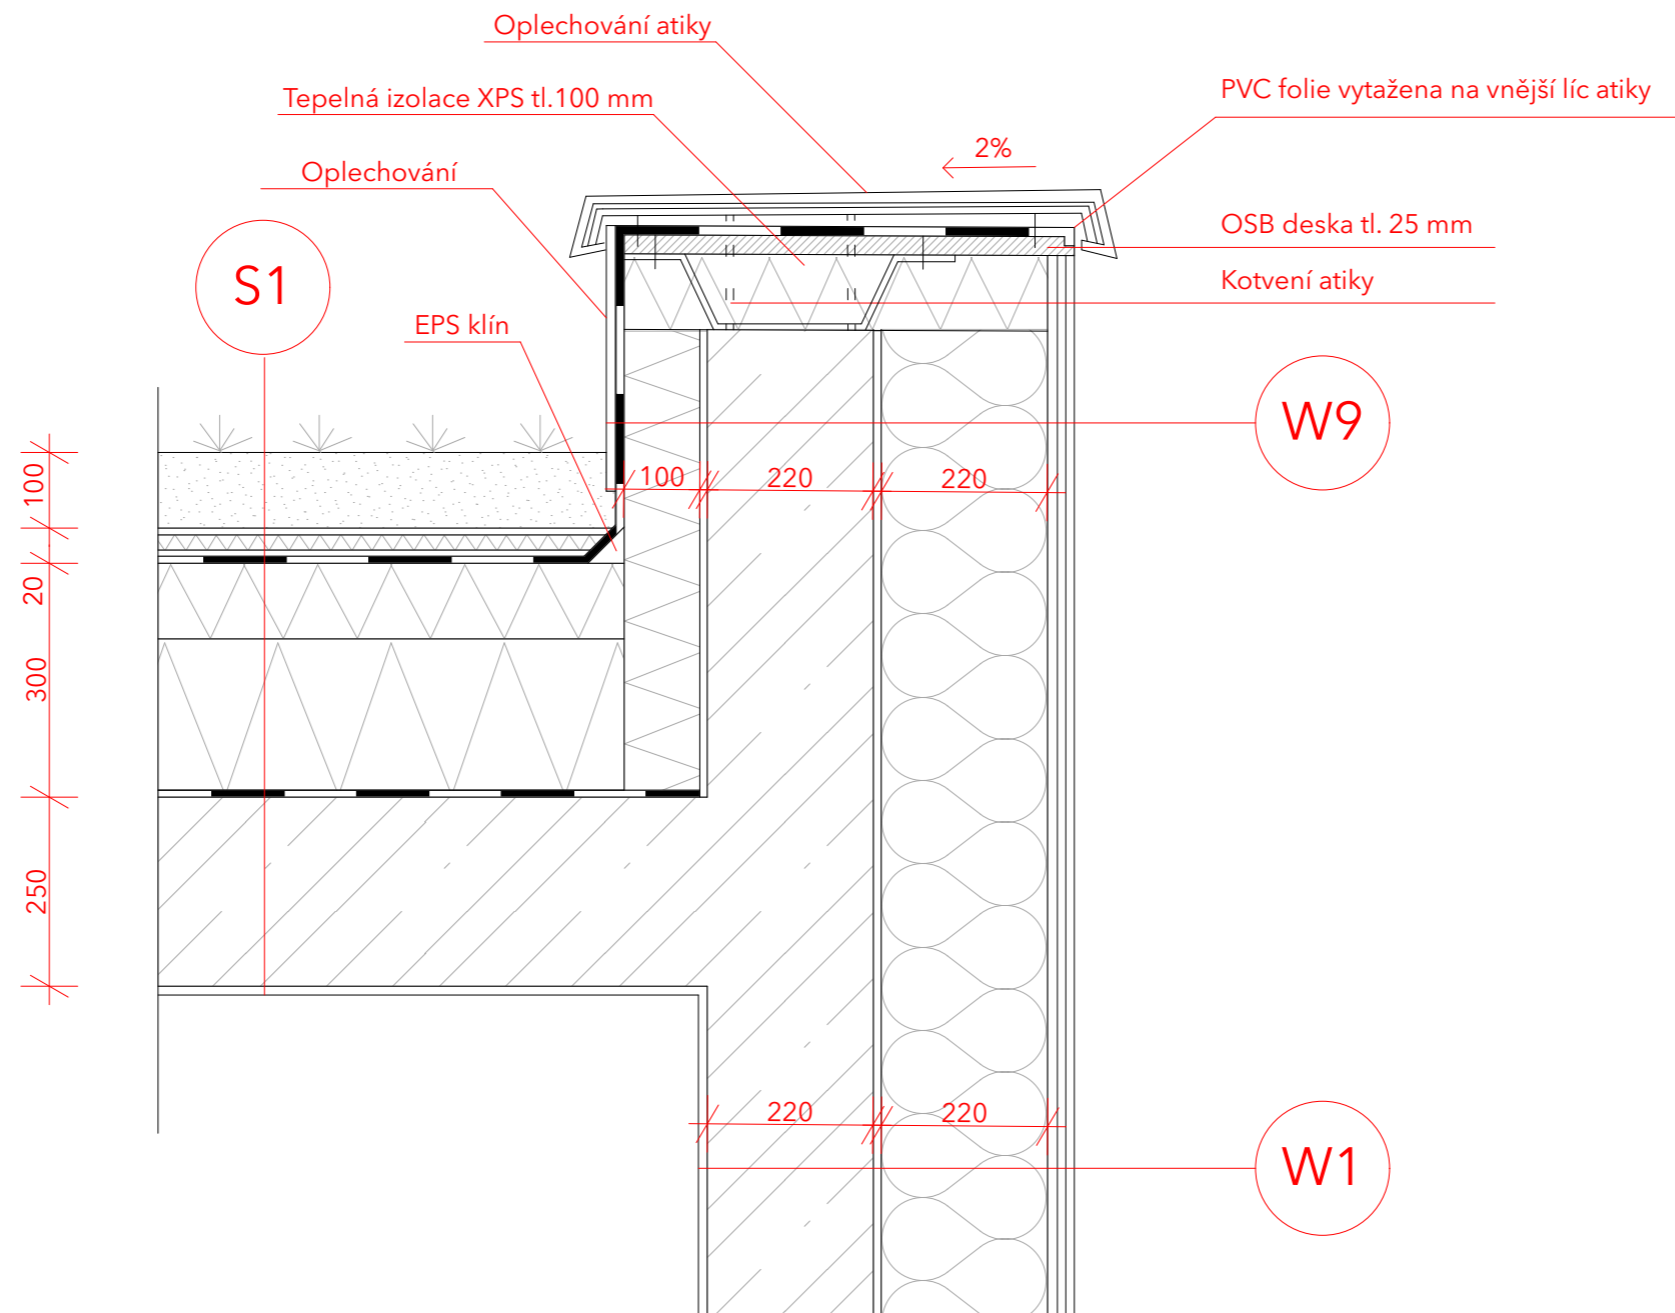 Oplechování atiky
PVC folie vytažena na vnější líc atiky
Tepelná izolace XPS tl.100 mm
2%
Oplechování
OSB deska tl. 25 mm
S1
Kotvení atiky
EPS klín
W9
100
100
220
220
20
300
250
220
220
W1